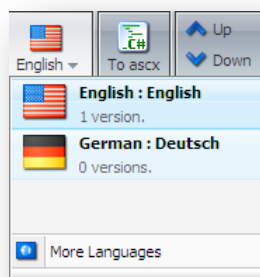 English
C#
To ascx
Up
Down
English : English
1 version.
German : Deutsch
0 versions.
More Languages